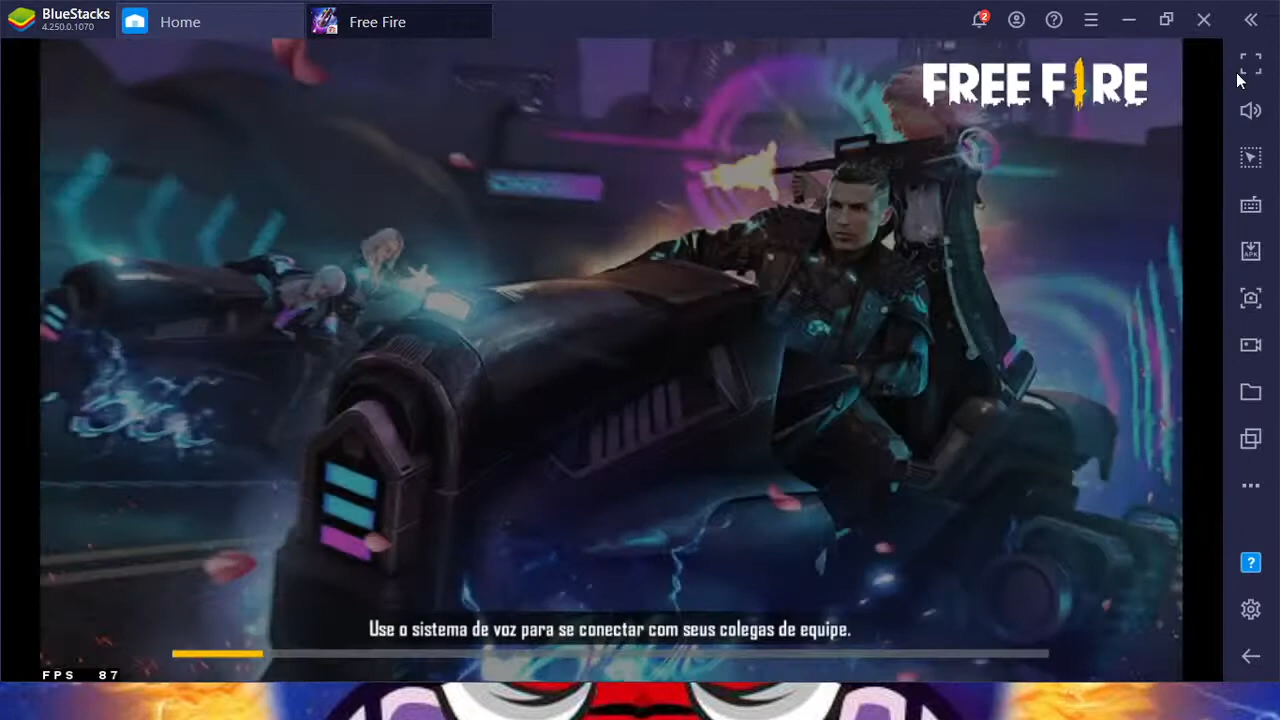 BlueStacks
4.250.0.1070
Home
Free Fire
2
FREE FIRE
APK
?
Use o sistema de voz para se conectar com seus colegas de equipe.
FPS 87